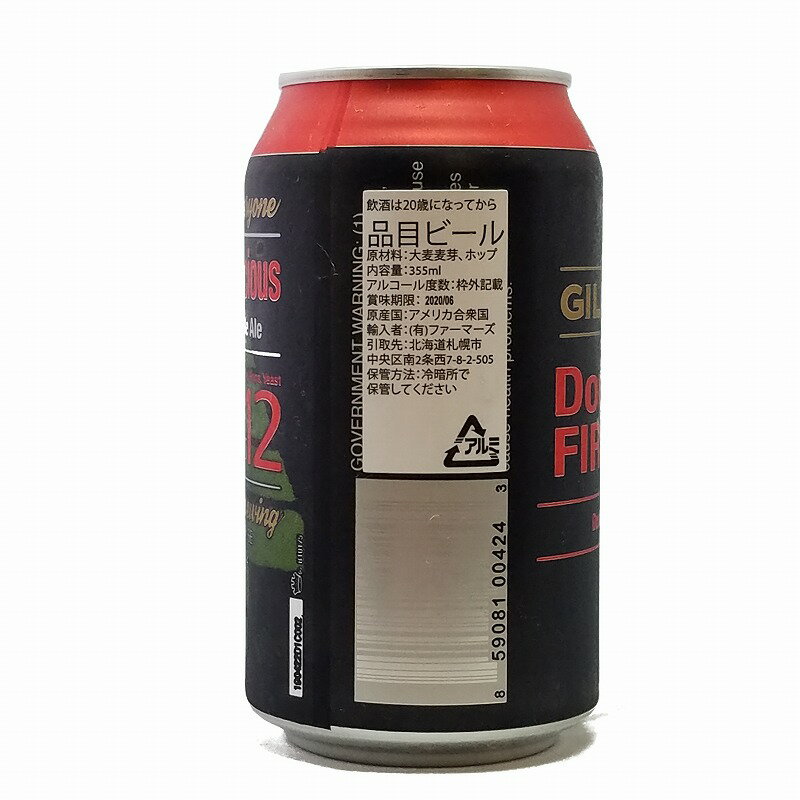 飲酒は20歳になってから
品目ビール
原材料：大麦麦芽、ホップ
内容量：355ml
アルコール度数：枠外記載
賞味期限：2020/06
原産国：アメリカ合衆国
輸入者：(有)ファーマーズ
引取先：北海道札幌市
中央区南2条西7-8-2-505
保管方法：冷暗所で
保管してください
アルミ
GOVERNMENT WARNING: (1)
cause health problems.
8 59081 00424 3
Ale
12
GIL
Do
FIR